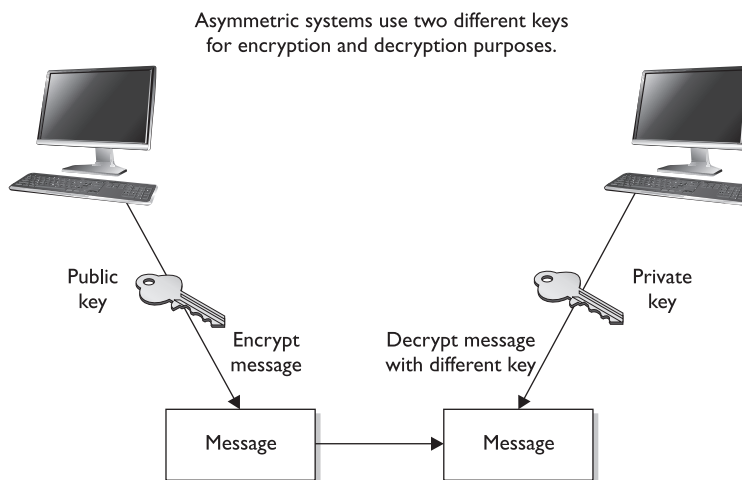 Asymmetric systems use two different keys
for encryption and decryption purposes.
Public
key
Private
key
Encrypt
message
Decrypt message
with different key
Message
Message